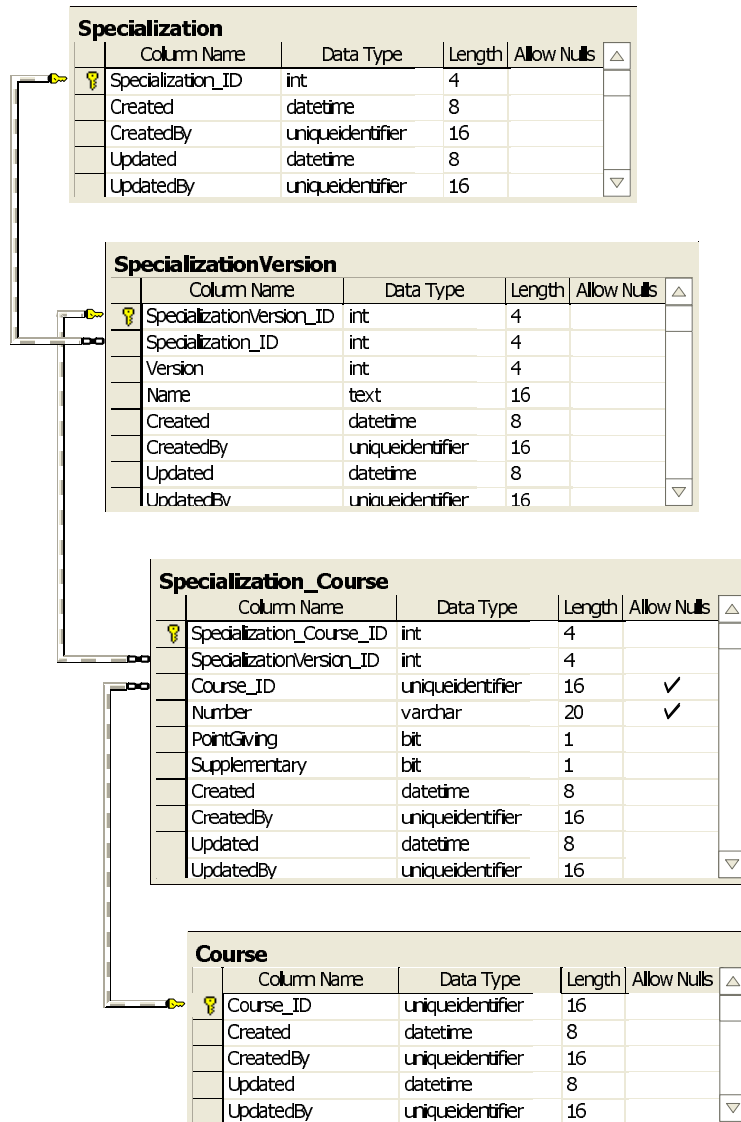 Specialization
Column Name Data Type Length Allow Nulls
Specialization_ID int 4
Created datetime 8
CreatedBy uniqueidentifier 16
Updated datetime 8
UpdatedBy uniqueidentifier 16
SpecializationVersion
Column Name Data Type Length Allow Nulls
SpecializationVersion_ID int 4
Specialization_ID int 4
Version int 4
Name text 16
Created datetime 8
CreatedBy uniqueidentifier 16
Updated datetime 8
UpdatedBy uniqueidentifier 16
Specialization_Course
Column Name Data Type Length Allow Nulls
Specialization_Course_ID int 4
SpecializationVersion_ID int 4
Course_ID uniqueidentifier 16 ✓
Number varchar 20 ✓
PointGiving bit 1
Supplementary bit 1
Created datetime 8
CreatedBy uniqueidentifier 16
Updated datetime 8
UpdatedBy uniqueidentifier 16
Course
Column Name Data Type Length Allow Nulls
Course_ID uniqueidentifier 16
Created datetime 8
CreatedBy uniqueidentifier 16
Updated datetime 8
UpdatedBy uniqueidentifier 16